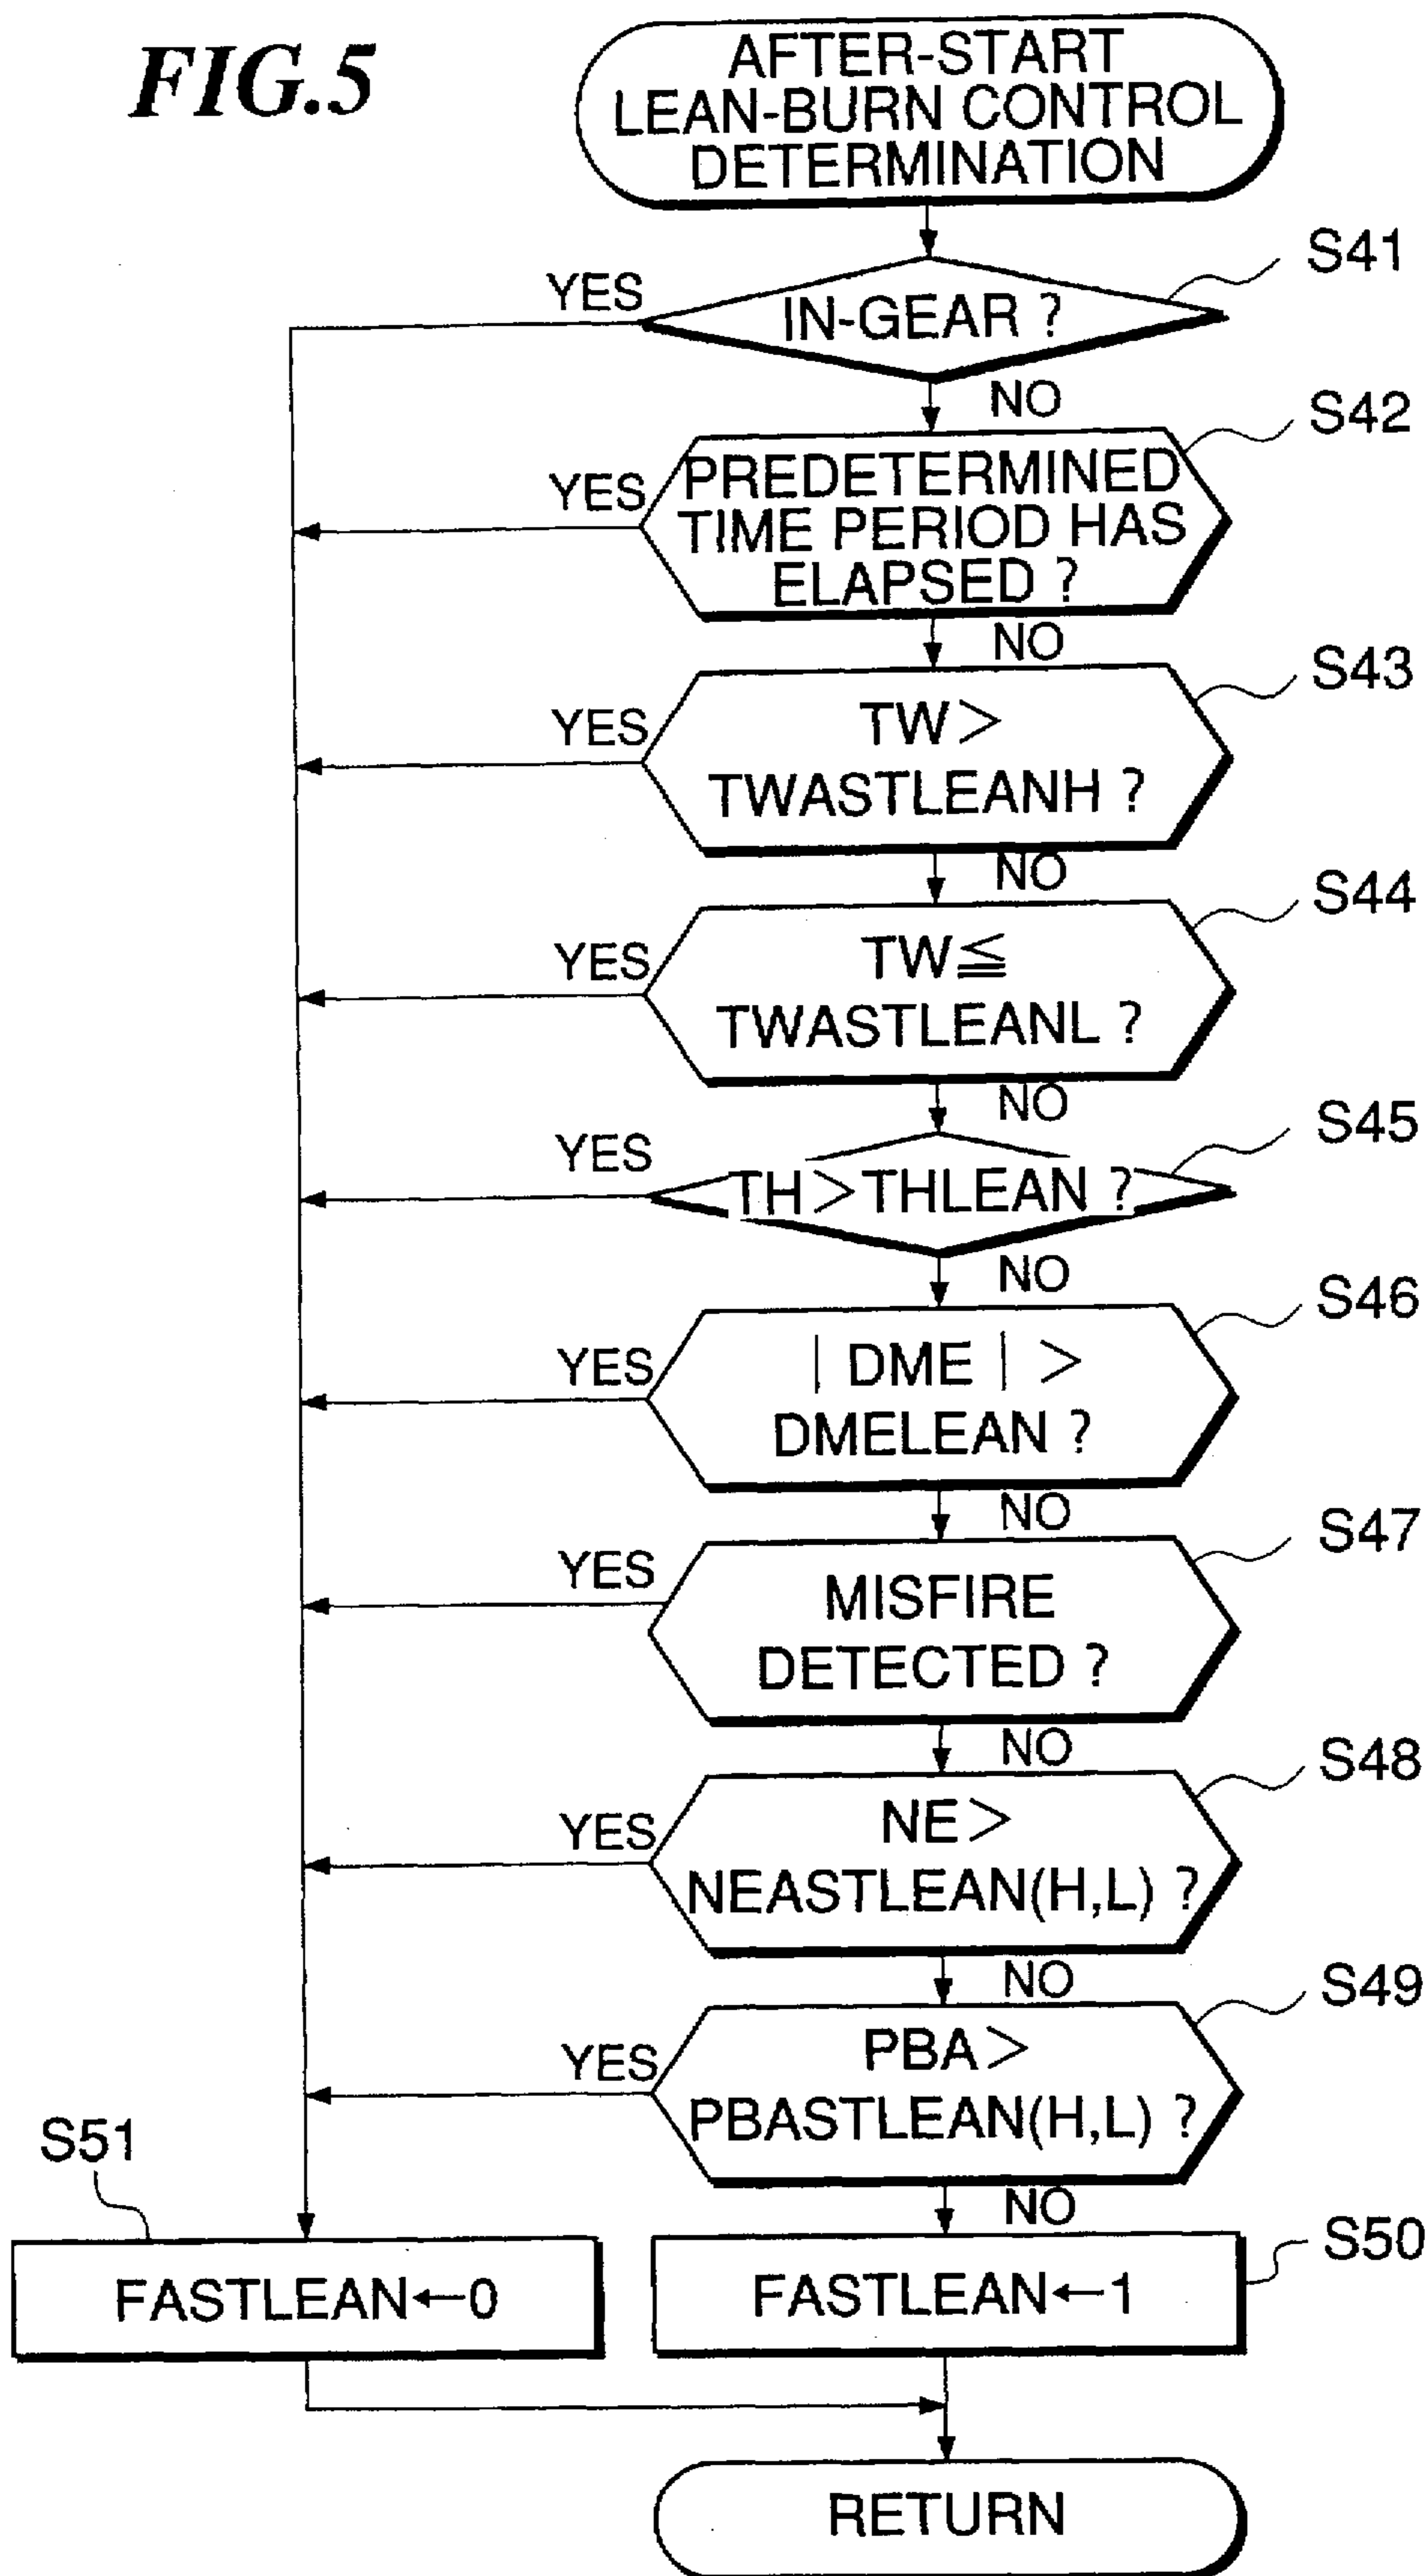 FIG.5
AFTER-START
LEAN-BURN CONTROL
DETERMINATION
S41
YES
IN-GEAR ?
NO
S42
YES
PREDETERMINED
TIME PERIOD HAS
ELAPSED ?
NO
S43
YES
TW>
TWASTLEANH ?
NO
S44
YES
TW≦
TWASTLEANL ?
NO
S45
YES
TH>THLEAN ?
NO
S46
YES
| DME | >
DMELEAN ?
NO
S47
YES
MISFIRE
DETECTED ?
NO
S48
YES
NE>
NEASTLEAN(H,L) ?
NO
S49
YES
PBA>
PBASTLEAN(H,L) ?
NO
S51
S50
FASTLEAN←0
FASTLEAN←1
RETURN